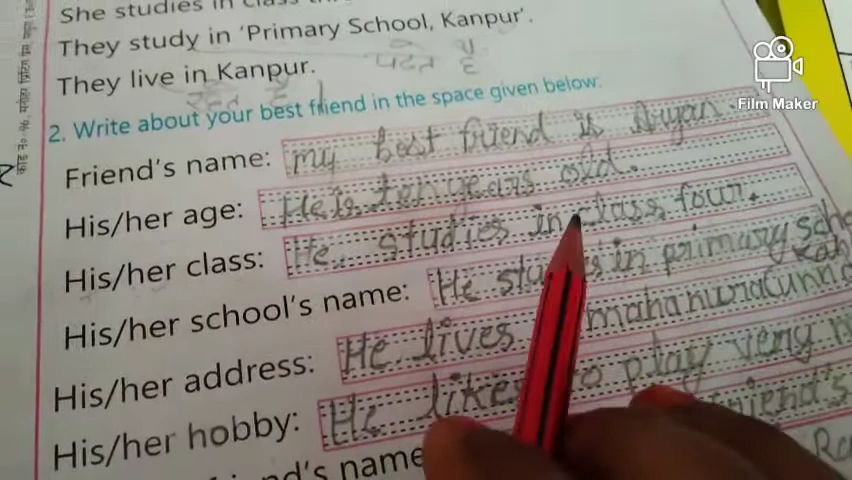 She studies in class
They study in 'Primary School, Kanpur'.
They live in Kanpur.
2. Write about your best friend in the space given below.
Friend's name: my best friend is
His/her age: He is ten years old.
His/her class: He studies in class four.
His/her school's name: He in primary
His/her address: He lives
His/her hobby: He likes to play very
friend's
name
Film Maker